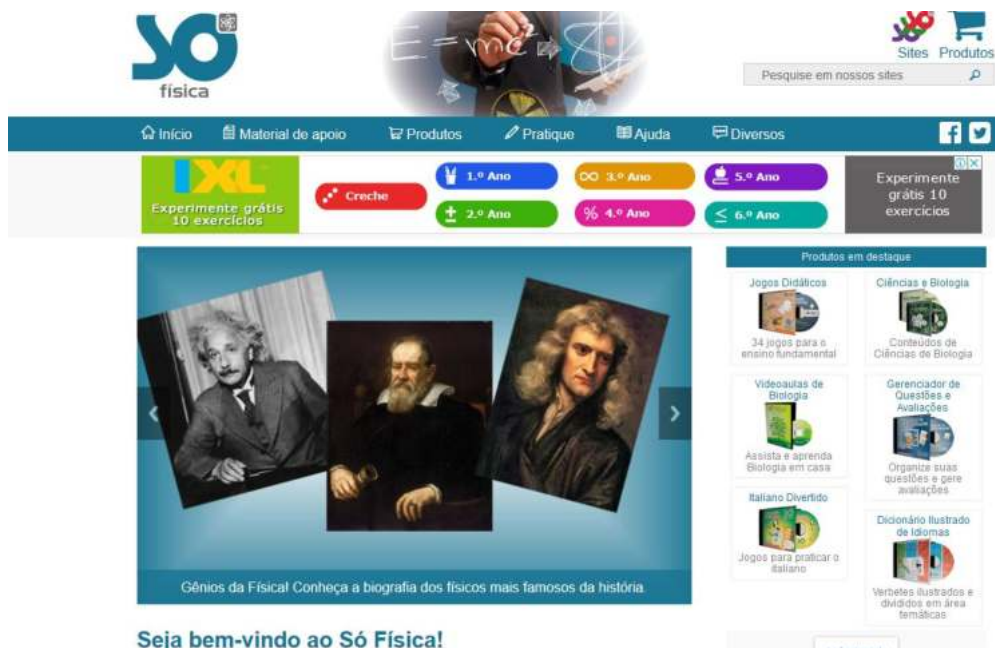 SÓ
física
E = mc²
Sites Produtos
Pesquise em nossos sites
Início Material de apoio Produtos Pratique Ajuda Diversos
IXL
Experimente grátis
10 exercícios
Creche
1.º Ano
2.º Ano
3.º Ano
% 4.º Ano
5.º Ano
6.º Ano
Experimente
grátis 10
exercícios
Gênios da Física! Conheça a biografia dos físicos mais famosos da história.
Seja bem-vindo ao Só Física!
Produtos em destaque
Jogos Didáticos
34 jogos para o
ensino fundamental
Ciências e Biologia
Conteúdos de
Ciências de Biologia
Videoaulas de
Biologia
Assista e aprenda
Biologia em casa
Gerenciador de
Questões e
Avaliações
Organize suas
questões e gere
avaliações
Italiano Divertido
Jogos para praticar o
italiano
Dicionário Ilustrado
de Idiomas
Verbetes ilustrados e
divididos em área
temáticas